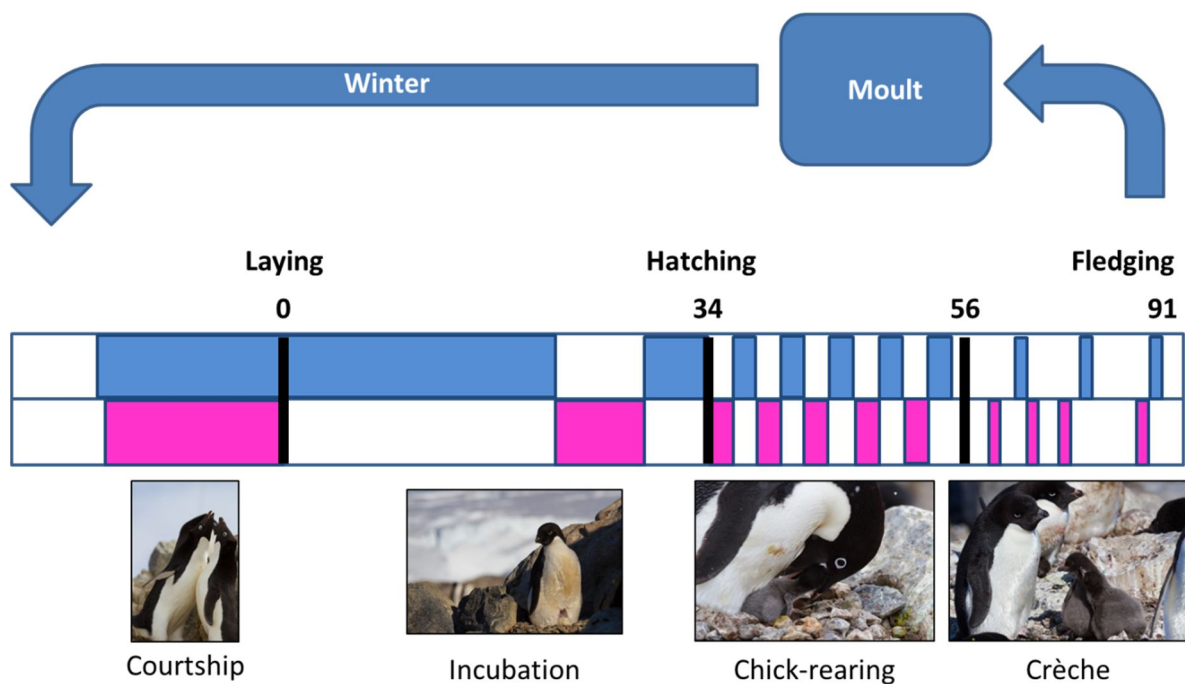 Winter
Moult
Laying
Hatching
Fledging
0
34
56
91
Courtship
Incubation
Chick-rearing
Crèche